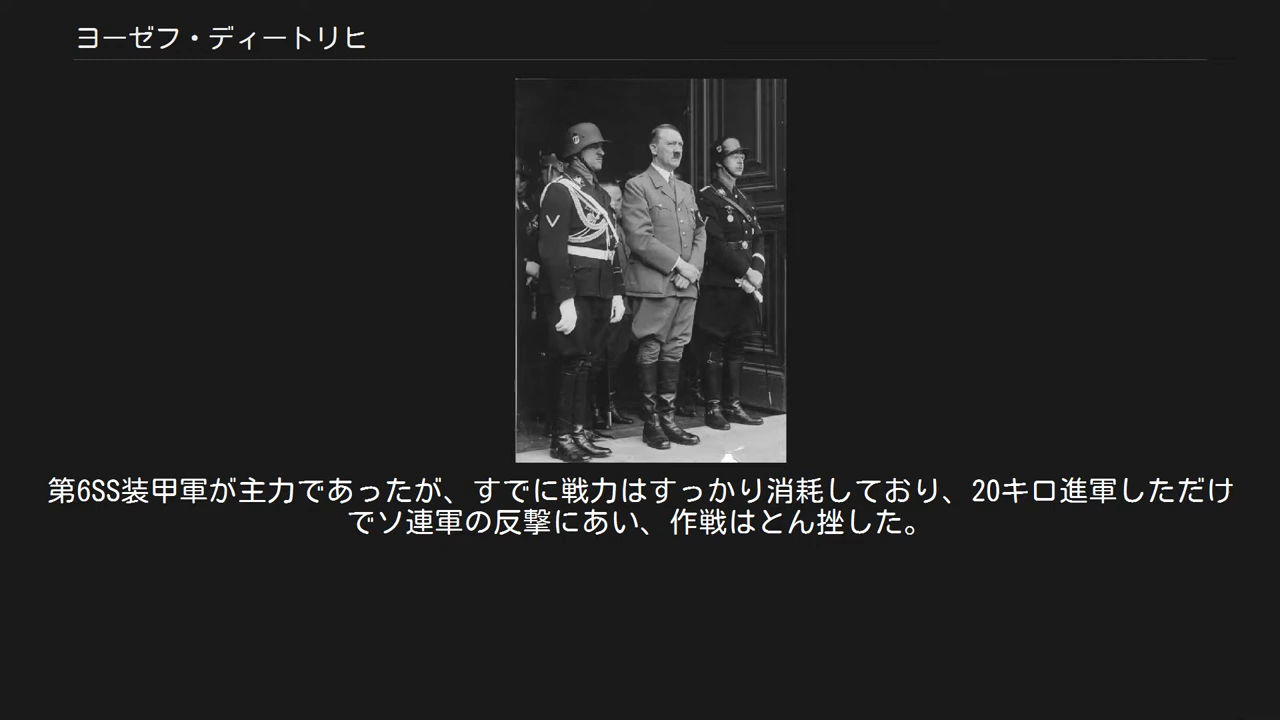 ヨーゼフ・ディートリヒ
第6SS装甲軍が主力であったが、すでに戦力はすっかり消耗しており、20キロ進軍しただけ
でソ連軍の反撃にあい、作戦はとん挫した。